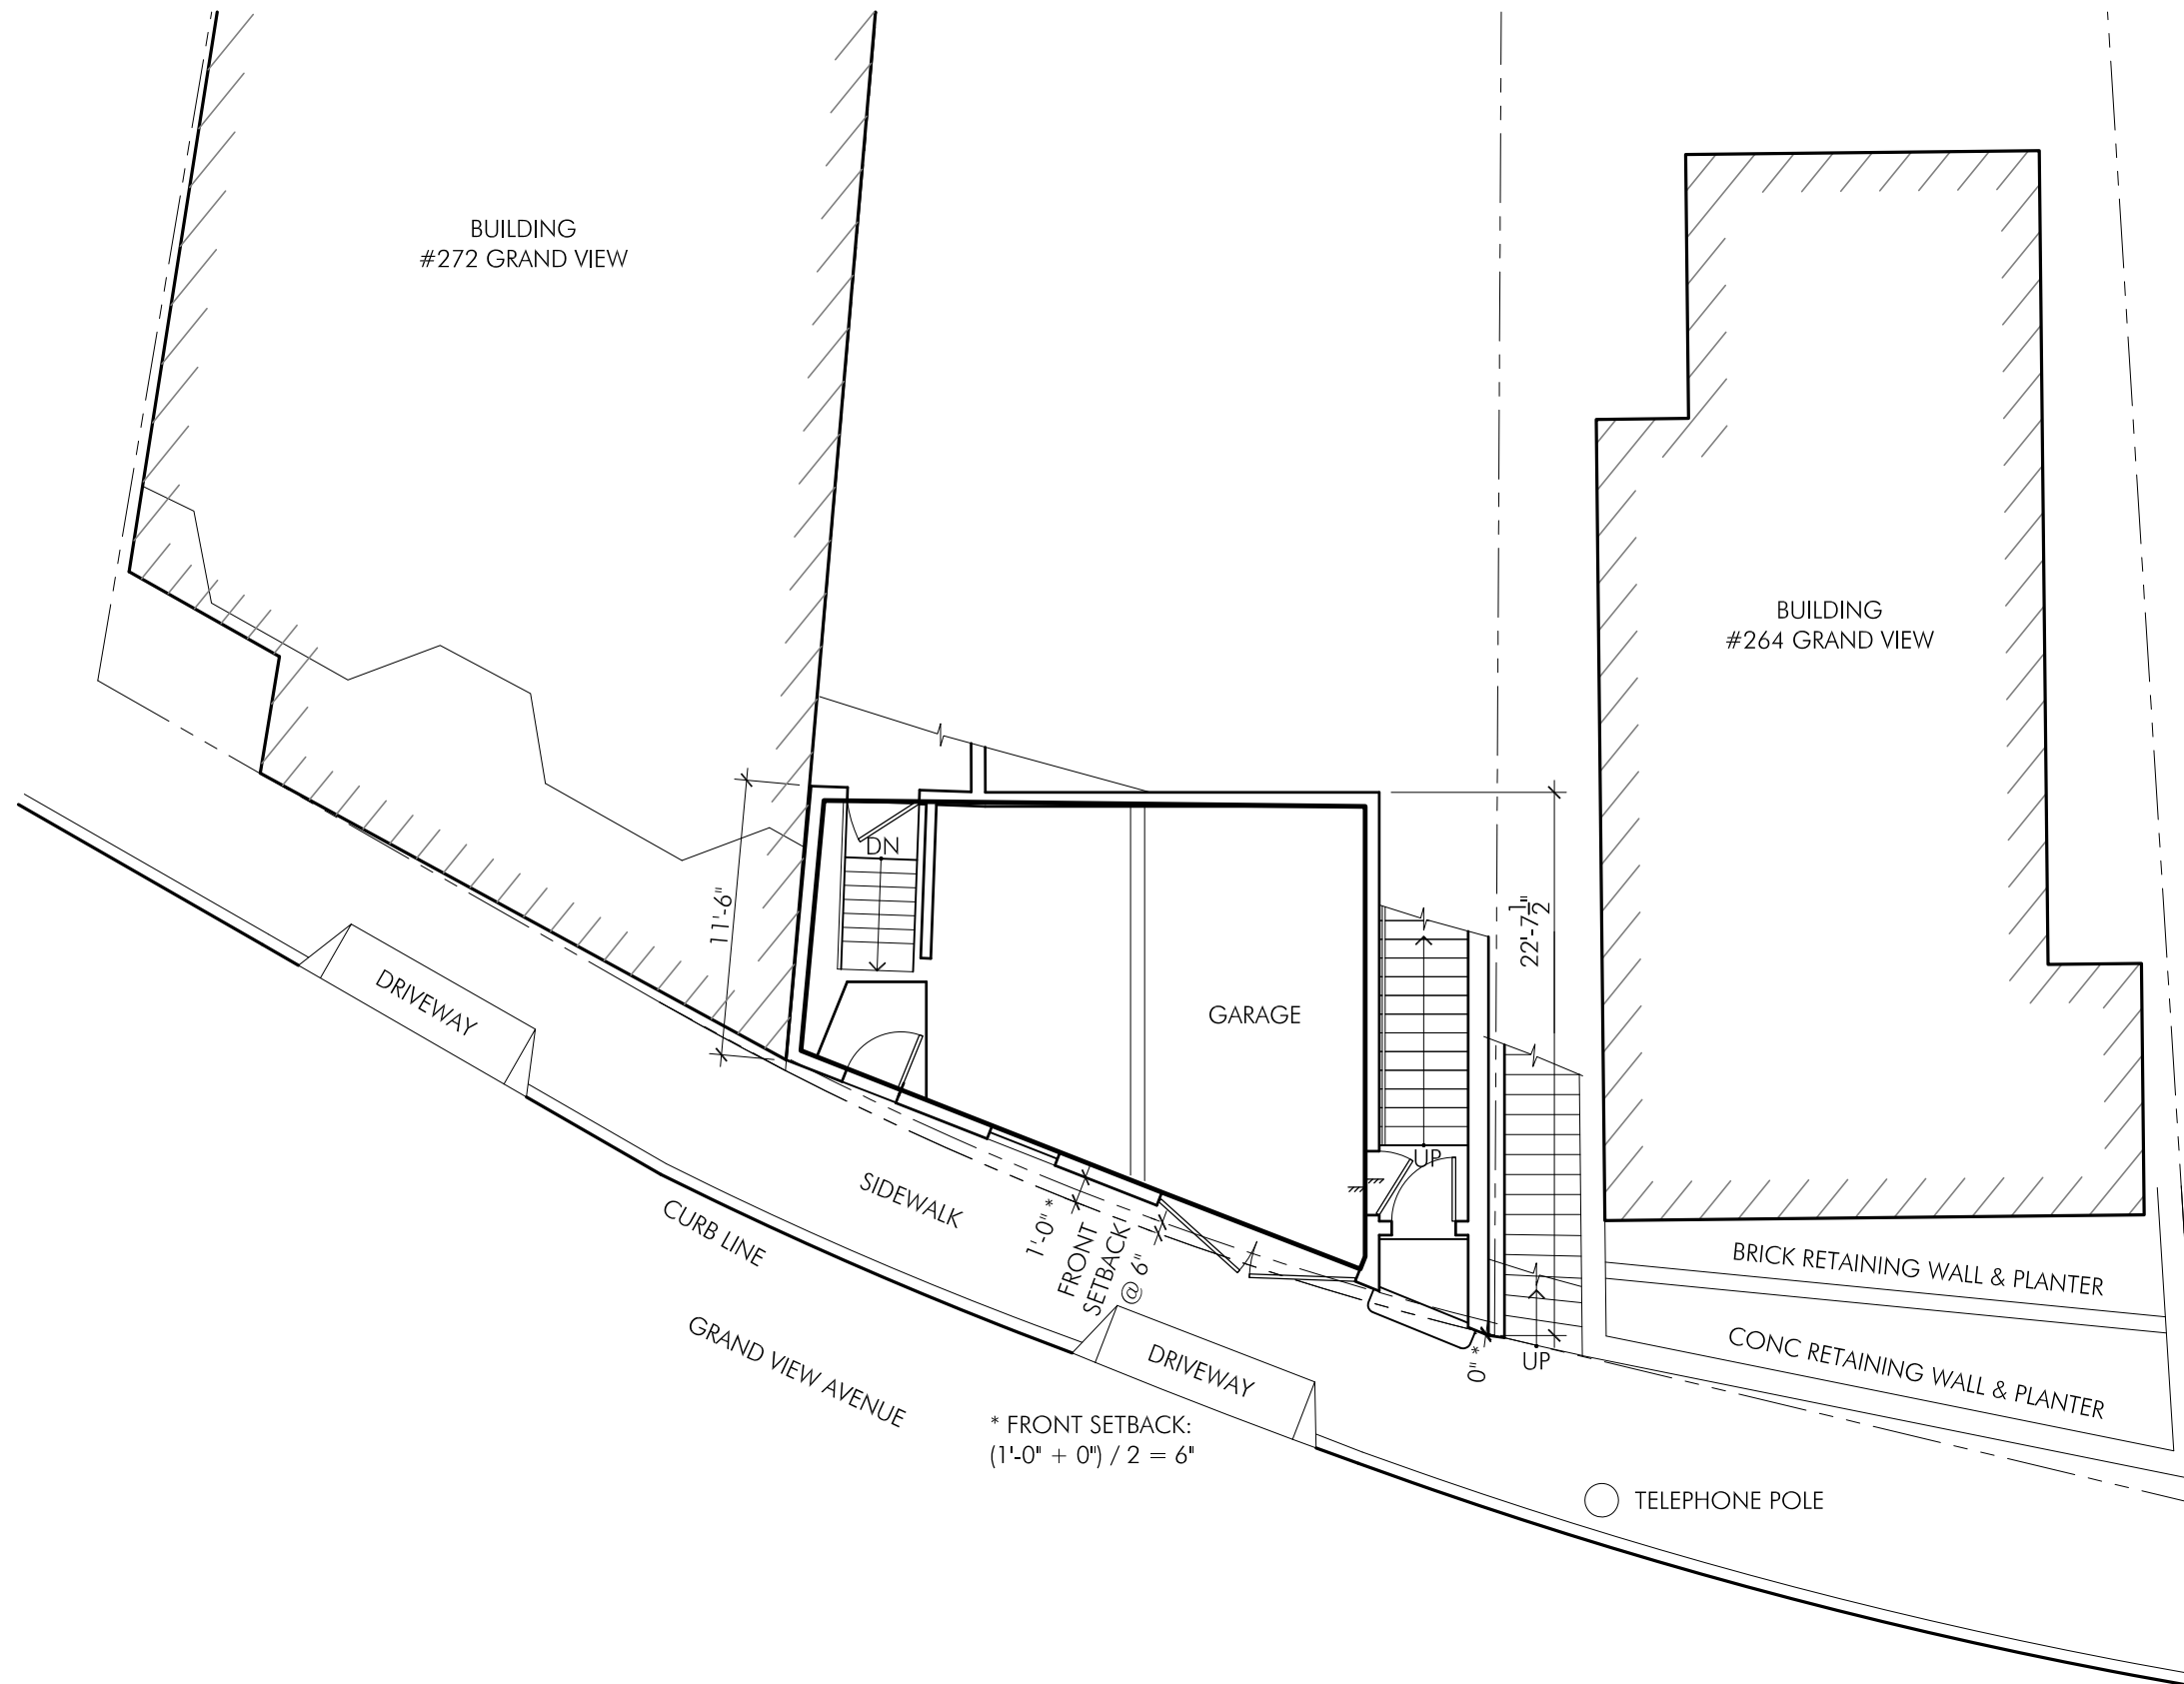 BUILDING
#272 GRAND VIEW
BUILDING
#264 GRAND VIEW
DN
11'-6"
22'-7 1/2"
DRIVEWAY
GARAGE
UP
SIDEWALK
CURB LINE
1'-0" *
FRONT
SETBACK
@ 6"
BRICK RETAINING WALL & PLANTER
CONC RETAINING WALL & PLANTER
GRAND VIEW AVENUE
DRIVEWAY
0" *
UP
* FRONT SETBACK:
(1'-0" + 0") / 2 = 6"
TELEPHONE POLE